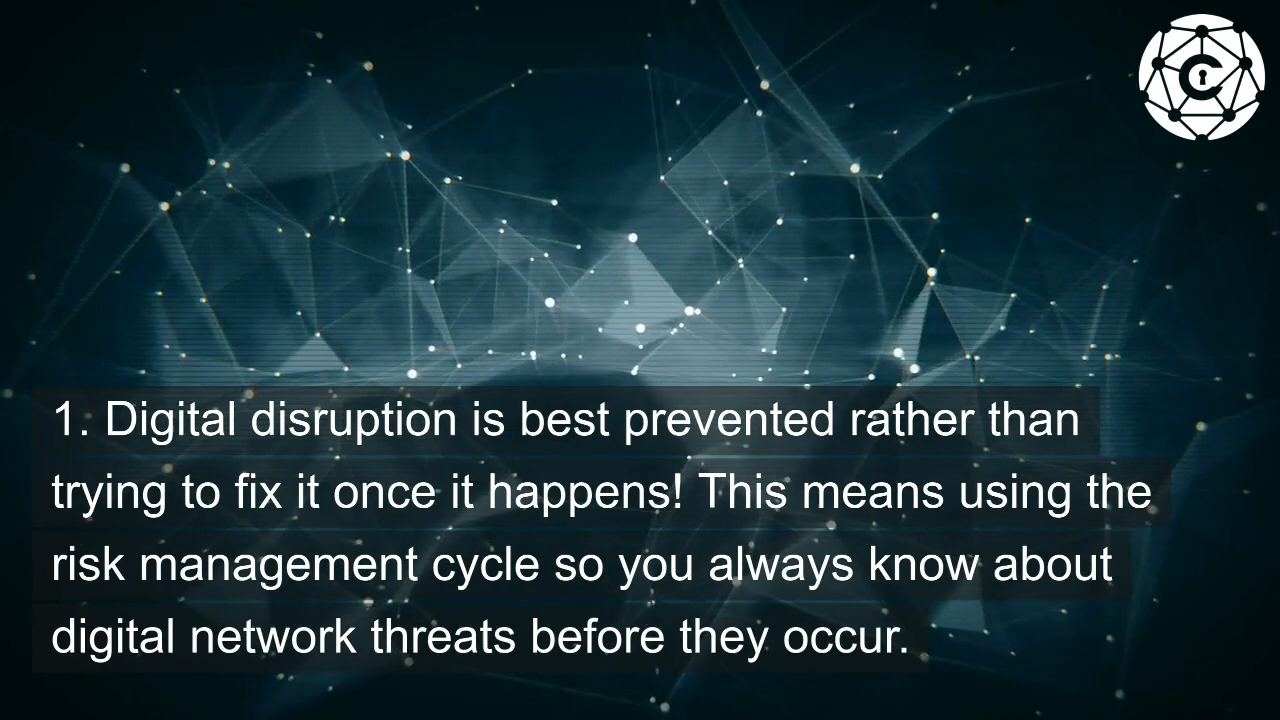 1. Digital disruption is best prevented rather than
trying to fix it once it happens! This means using the
risk management cycle so you always know about
digital network threats before they occur.